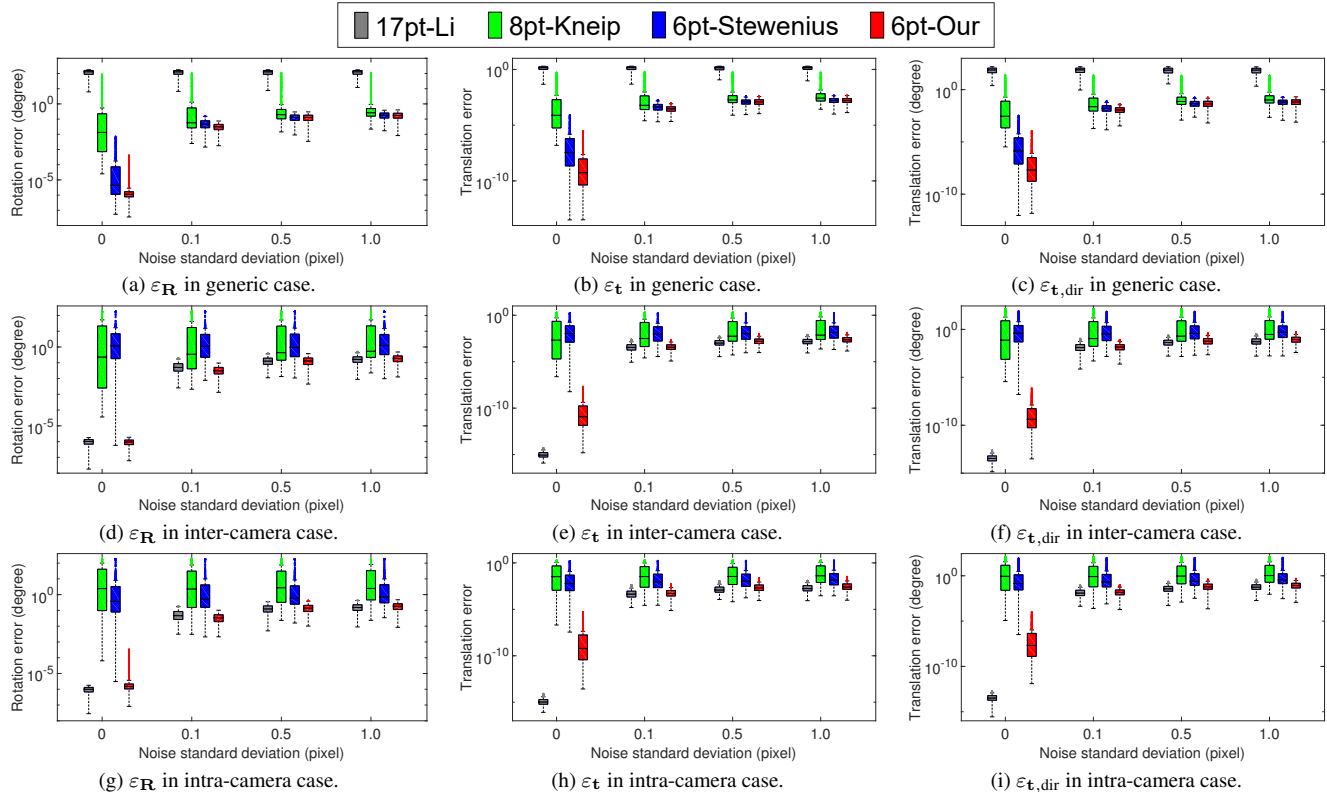 17pt-Li 8pt-Kneip 6pt-Stewenius 6pt-Our
Rotation error (degree)
10^0
10^-5
0 0.1 0.5 1.0
Noise standard deviation (pixel)
(a) ε_R in generic case.
Translation error
10^0
10^-10
0 0.1 0.5 1.0
Noise standard deviation (pixel)
(b) ε_t in generic case.
Translation error (degree)
10^0
10^-10
0 0.1 0.5 1.0
Noise standard deviation (pixel)
(c) ε_t,dir in generic case.
Rotation error (degree)
10^0
10^-5
0 0.1 0.5 1.0
Noise standard deviation (pixel)
(d) ε_R in inter-camera case.
Translation error
10^0
10^-10
0 0.1 0.5 1.0
Noise standard deviation (pixel)
(e) ε_t in inter-camera case.
Translation error (degree)
10^0
10^-10
0 0.1 0.5 1.0
Noise standard deviation (pixel)
(f) ε_t,dir in inter-camera case.
Rotation error (degree)
10^0
10^-5
0 0.1 0.5 1.0
Noise standard deviation (pixel)
(g) ε_R in intra-camera case.
Translation error
10^0
10^-10
0 0.1 0.5 1.0
Noise standard deviation (pixel)
(h) ε_t in intra-camera case.
Translation error (degree)
10^0
10^-10
0 0.1 0.5 1.0
Noise standard deviation (pixel)
(i) ε_t,dir in intra-camera case.